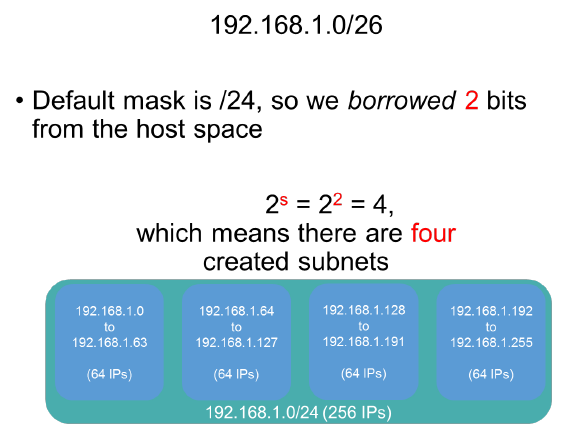 192.168.1.0/26
• Default mask is /24, so we borrowed 2 bits
from the host space
2ˢ = 2² = 4,
which means there are four
created subnets
192.168.1.0
to
192.168.1.63
(64 IPs)
192.168.1.64
to
192.168.1.127
(64 IPs)
192.168.1.128
to
192.168.1.191
(64 IPs)
192.168.1.192
to
192.168.1.255
(64 IPs)
192.168.1.0/24 (256 IPs)